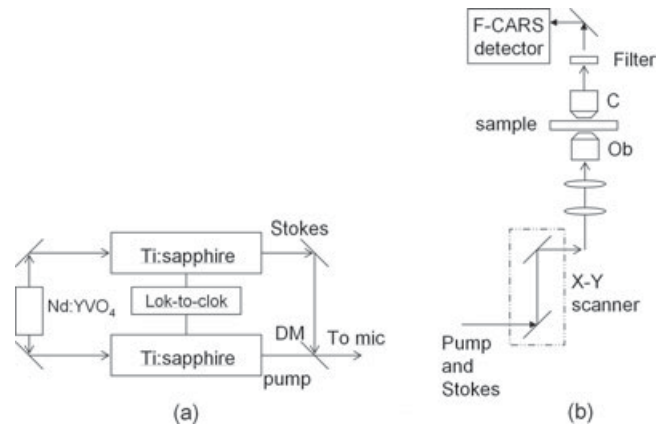 Stokes
Ti:sapphire
Nd:YVO4
Lok-to-clok
DM
To mic
Ti:sapphire
pump
(a)
F-CARS
detector
Filter
C
sample
Ob
X-Y
scanner
Pump
and
Stokes
(b)